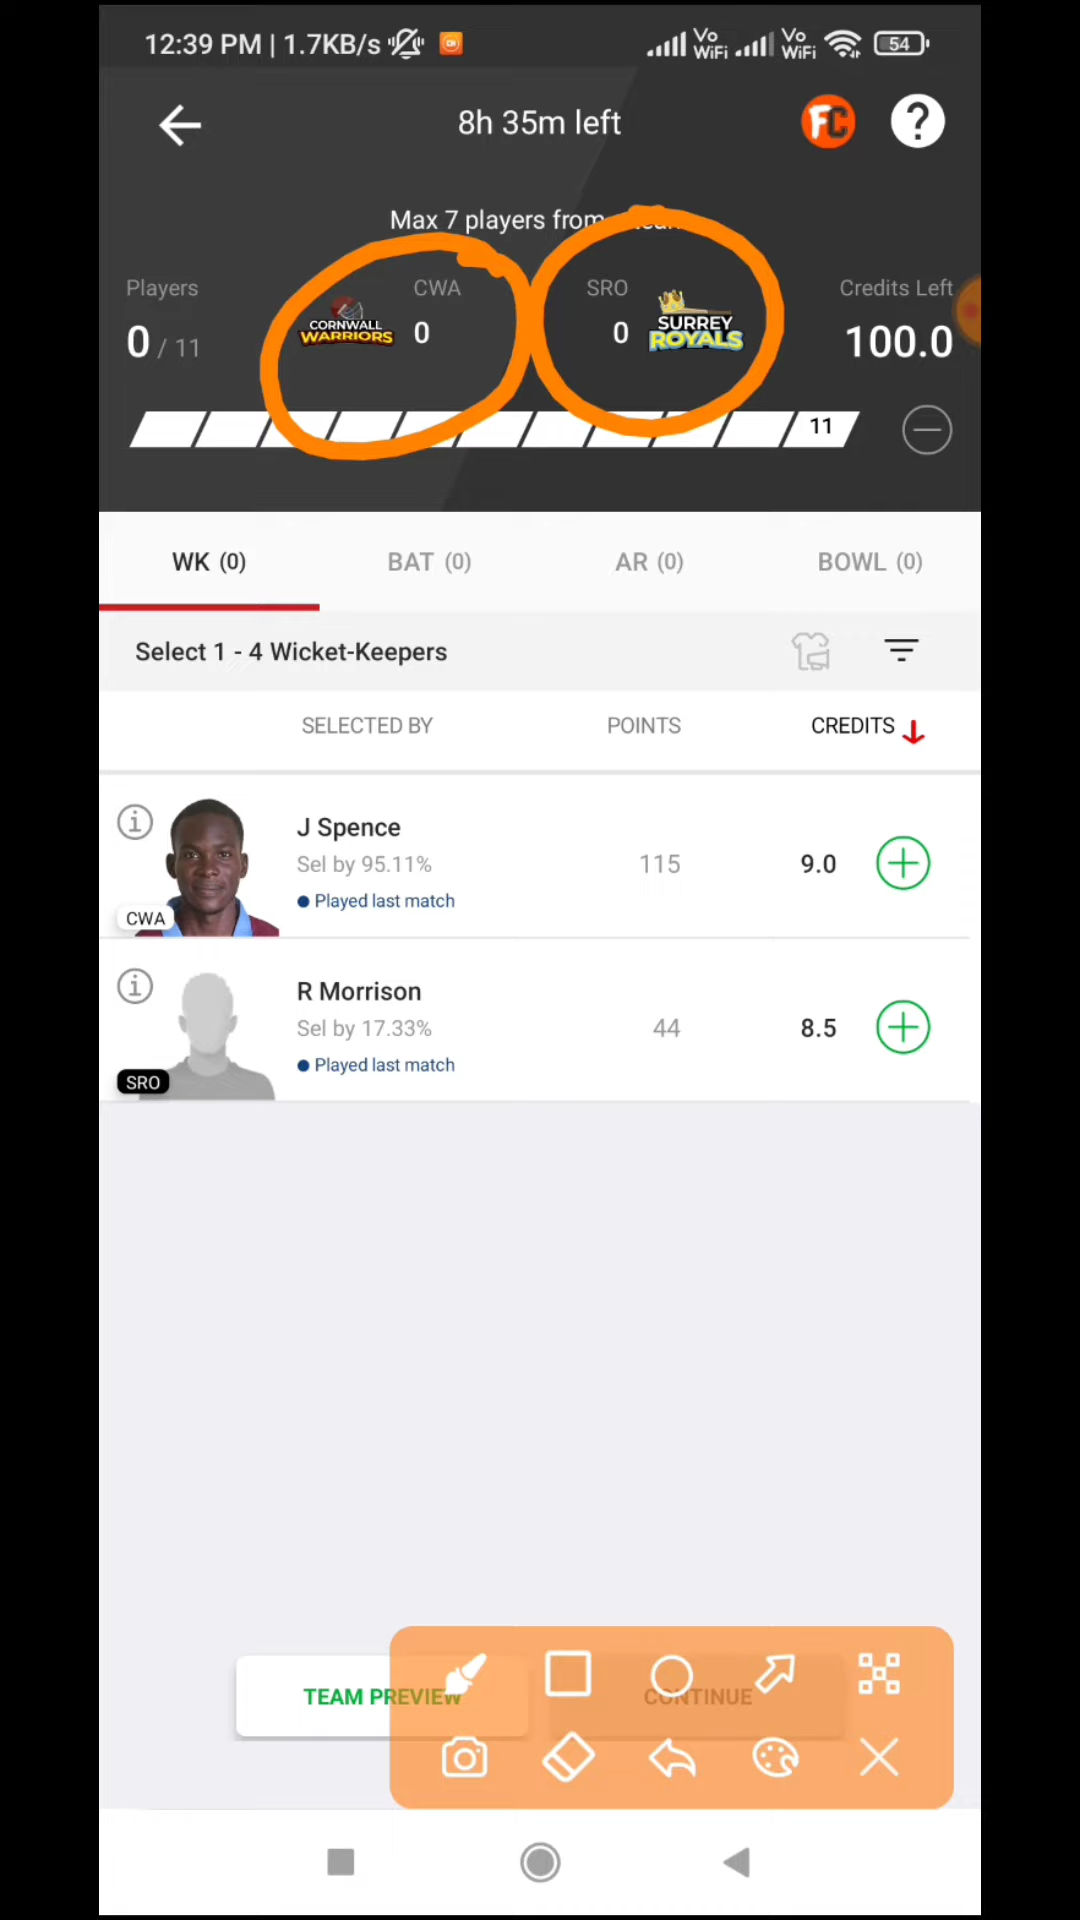 12:39 PM | 1.7KB/s
Vo WiFi
Vo WiFi
54
8h 35m left
FC
?
Max 7 players from
Players
CWA
SRO
Credits Left
0 / 11
CORNWALL WARRIORS
0
0
SURREY ROYALS
100.0
11
WK (0)
BAT (0)
AR (0)
BOWL (0)
Select 1 - 4 Wicket-Keepers
SELECTED BY
POINTS
CREDITS
J Spence
Sel by 95.11%
115
9.0
Played last match
CWA
R Morrison
Sel by 17.33%
44
8.5
Played last match
SRO
TEAM PREVIEW
CONTINUE